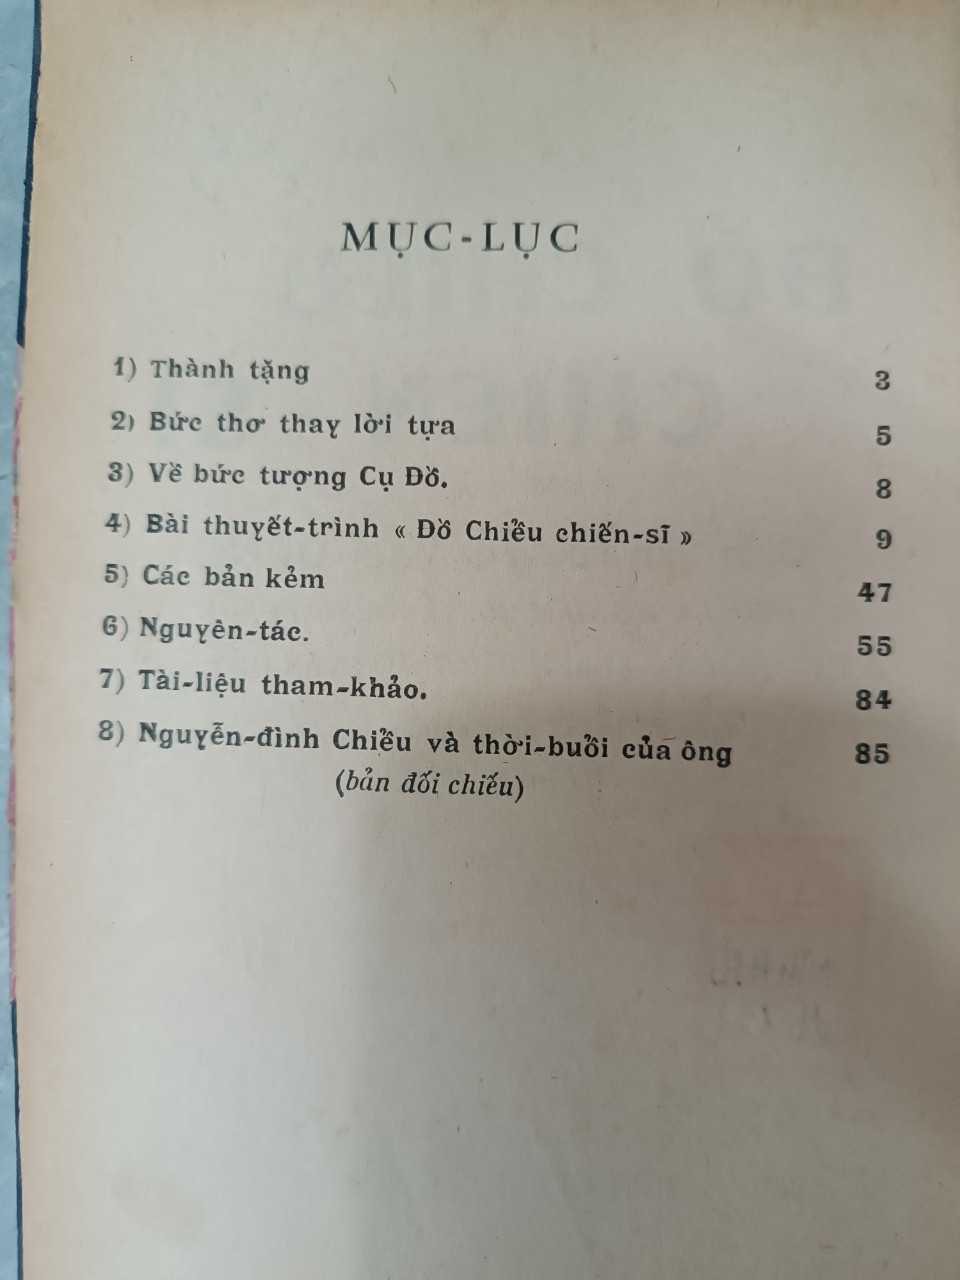 MỤC-LỤC
1) Thành tặng 3
2) Bức thơ thay lời tựa 5
3) Về bức tượng Cụ Đồ. 8
4) Bài thuyết-trình « Đồ Chiểu chiến-sĩ » 9
5) Các bản kẻm 47
6) Nguyên-tác. 55
7) Tài-liệu tham-khảo. 84
8) Nguyễn-đình Chiểu và thời-buổi của ông 85
(bản đối chiếu)